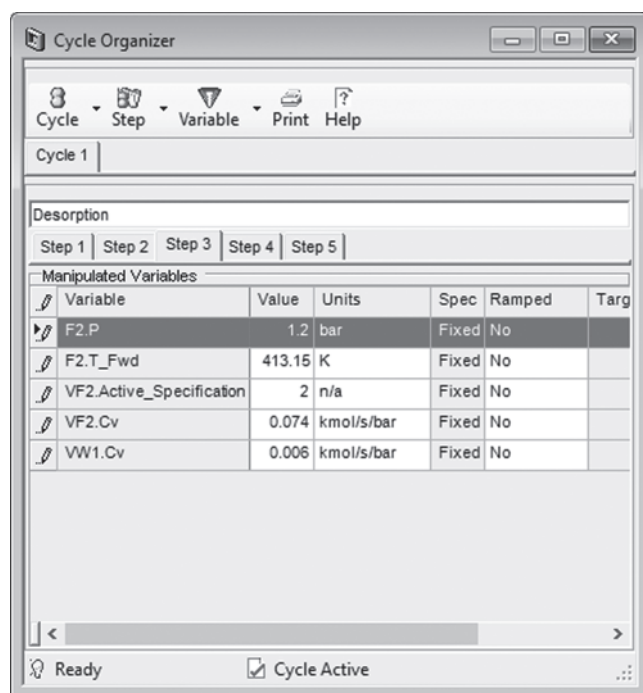 Cycle Organizer
Cycle Step Variable Print Help
Cycle 1
Desorption
Step 1 Step 2 Step 3 Step 4 Step 5
Manipulated Variables
Variable Value Units Spec Ramped Targ
F2.P 1.2 bar Fixed No
F2.T_Fwd 413.15 K Fixed No
VF2.Active_Specification 2 n/a Fixed No
VF2.Cv 0.074 kmol/s/bar Fixed No
VW1.Cv 0.006 kmol/s/bar Fixed No
Ready Cycle Active